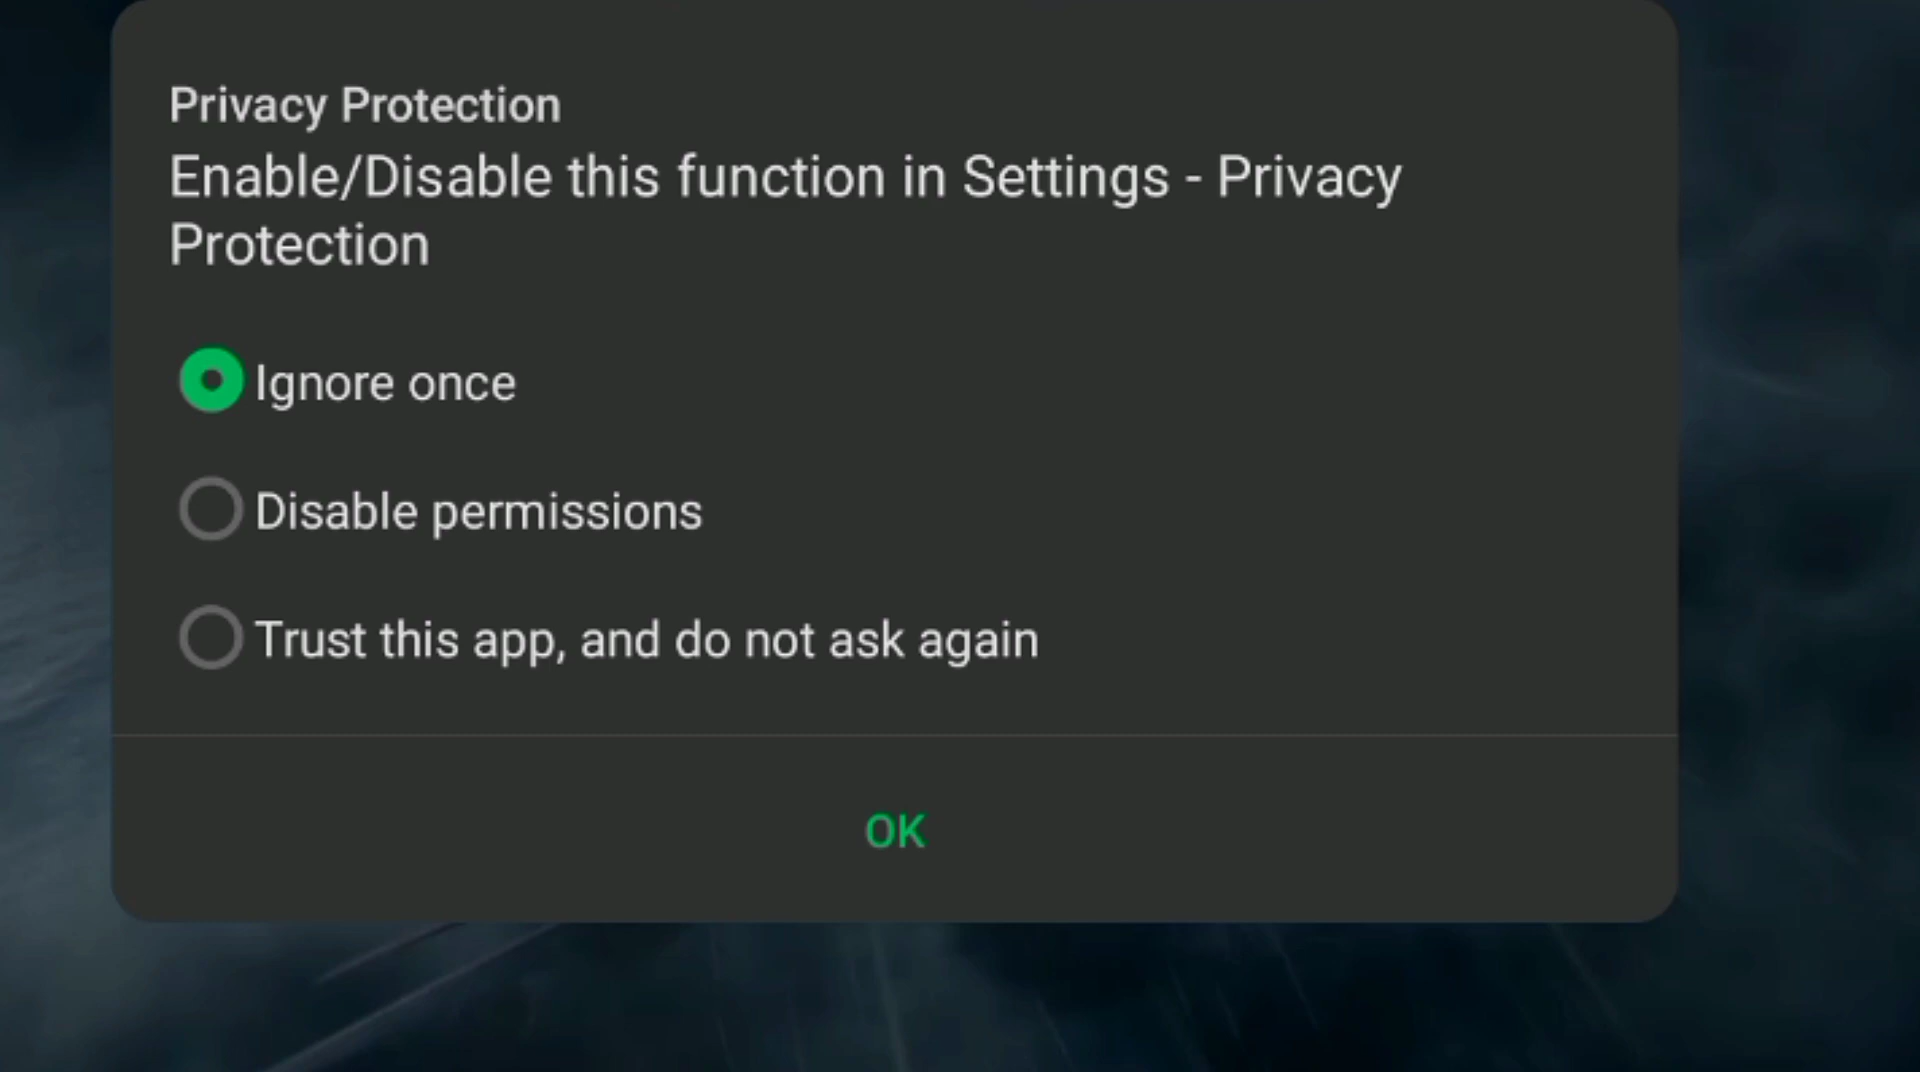 Privacy Protection
Enable/Disable this function in Settings - Privacy
Protection
Ignore once
Disable permissions
Trust this app, and do not ask again
OK